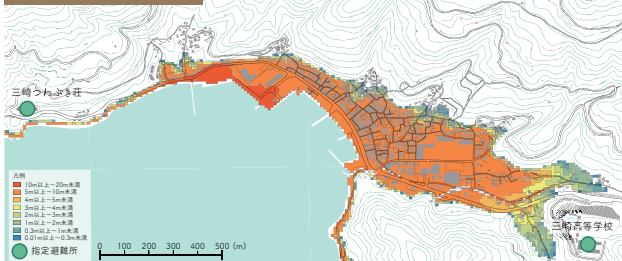 三崎つわぶき荘
凡例
10m以上～20m未満
5m以上～10m未満
4m以上～5m未満
3m以上～4m未満
2m以上～3m未満
1m以上～2m未満
0.3m以上～1m未満
0.01m以上～0.3m未満
指定避難所
0 100 200 300 400 500 (m)
三崎高等学校